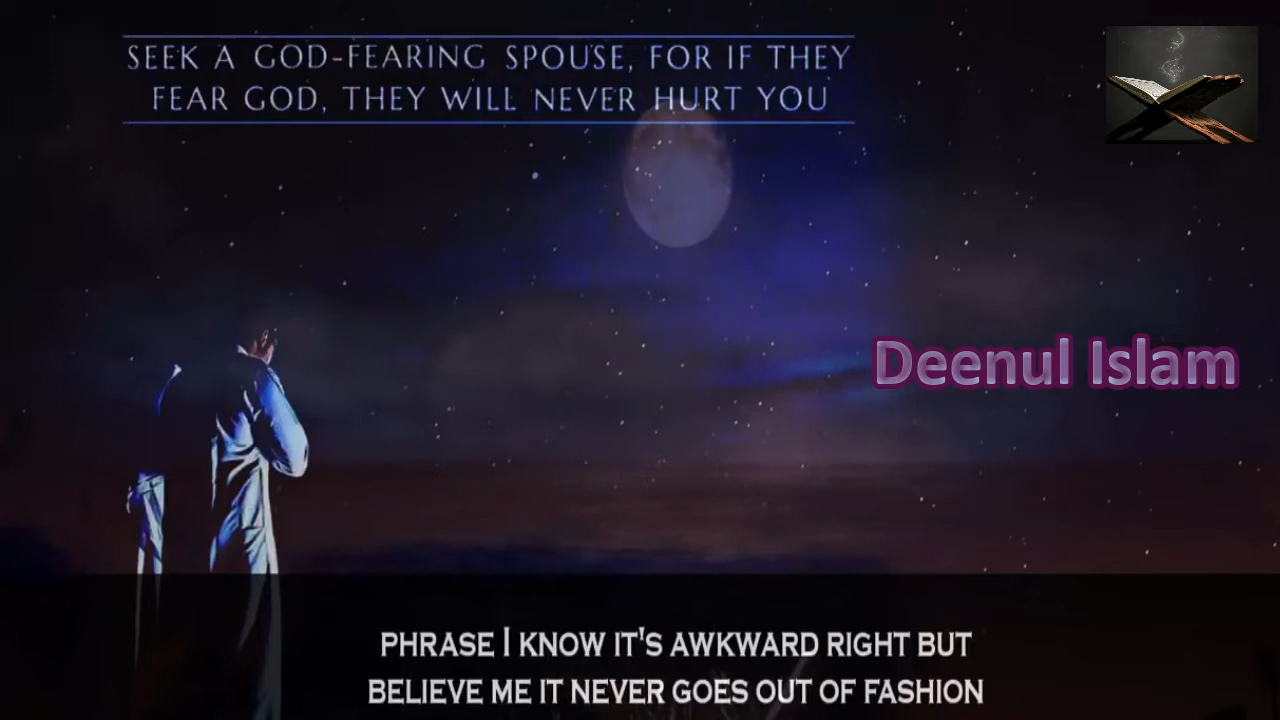 SEEK A GOD-FEARING SPOUSE, FOR IF THEY
FEAR GOD, THEY WILL NEVER HURT YOU
Deenul Islam
PHRASE I KNOW IT'S AWKWARD RIGHT BUT
BELIEVE ME IT NEVER GOES OUT OF FASHION